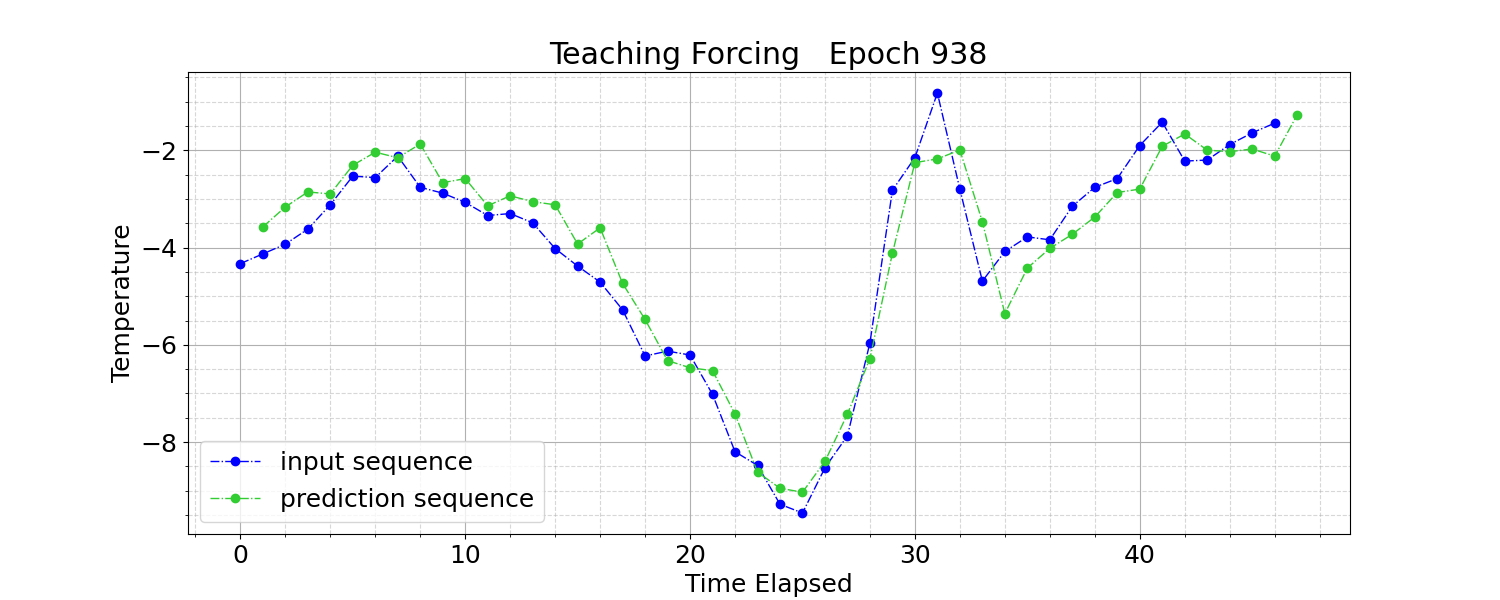 Teaching Forcing   Epoch 938
Temperature
−2
−4
−6
−8
input sequence
prediction sequence
0 10 20 30 40
Time Elapsed